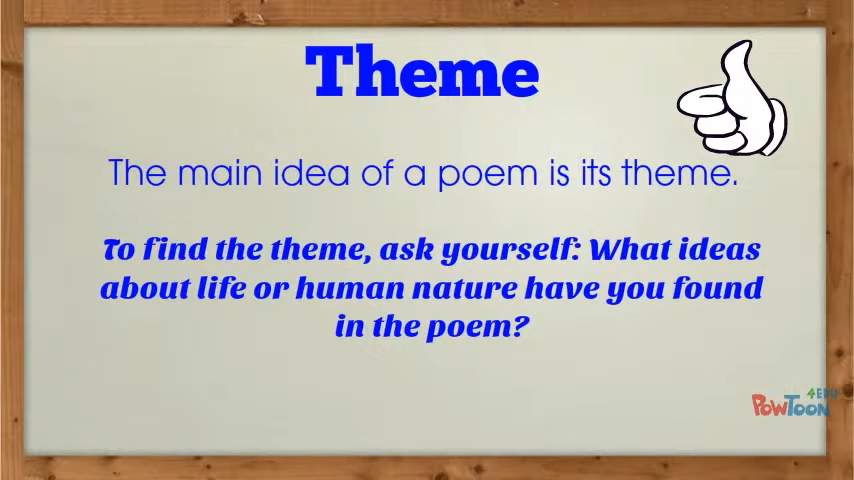 Theme
The main idea of a poem is its theme.
To find the theme, ask yourself: What ideas
about life or human nature have you found
in the poem?
4EDU
PowToon